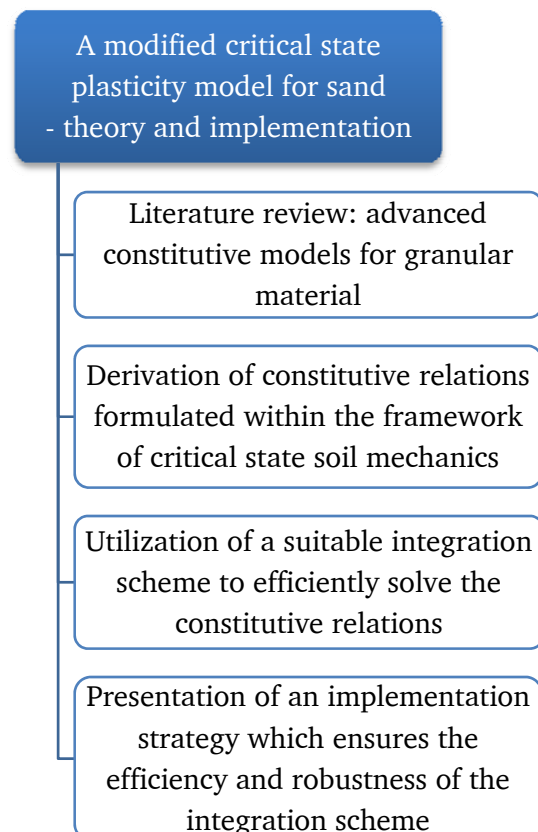 A modified critical state
plasticity model for sand
- theory and implementation
Literature review: advanced
constitutive models for granular
material
Derivation of constitutive relations
formulated within the framework
of critical state soil mechanics
Utilization of a suitable integration
scheme to efficiently solve the
constitutive relations
Presentation of an implementation
strategy which ensures the
efficiency and robustness of the
integration scheme